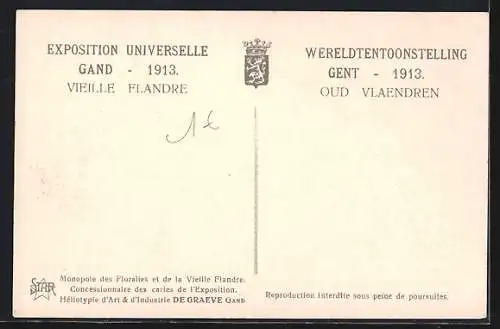 EXPOSITION UNIVERSELLE
GAND - 1913.
VIEILLE FLANDRE
WERELDTENTOONSTELLING
GENT - 1913.
OUD VLAENDREN
1€
STAR
Monopole des Floralies et de la Vieille Flandre.
Concessionnaire des cartes de l'Exposition.
Héliotypie d'Art & d'Industrie DE GRAEVE GAND.
Reproduction interdite sous peine de poursuites.